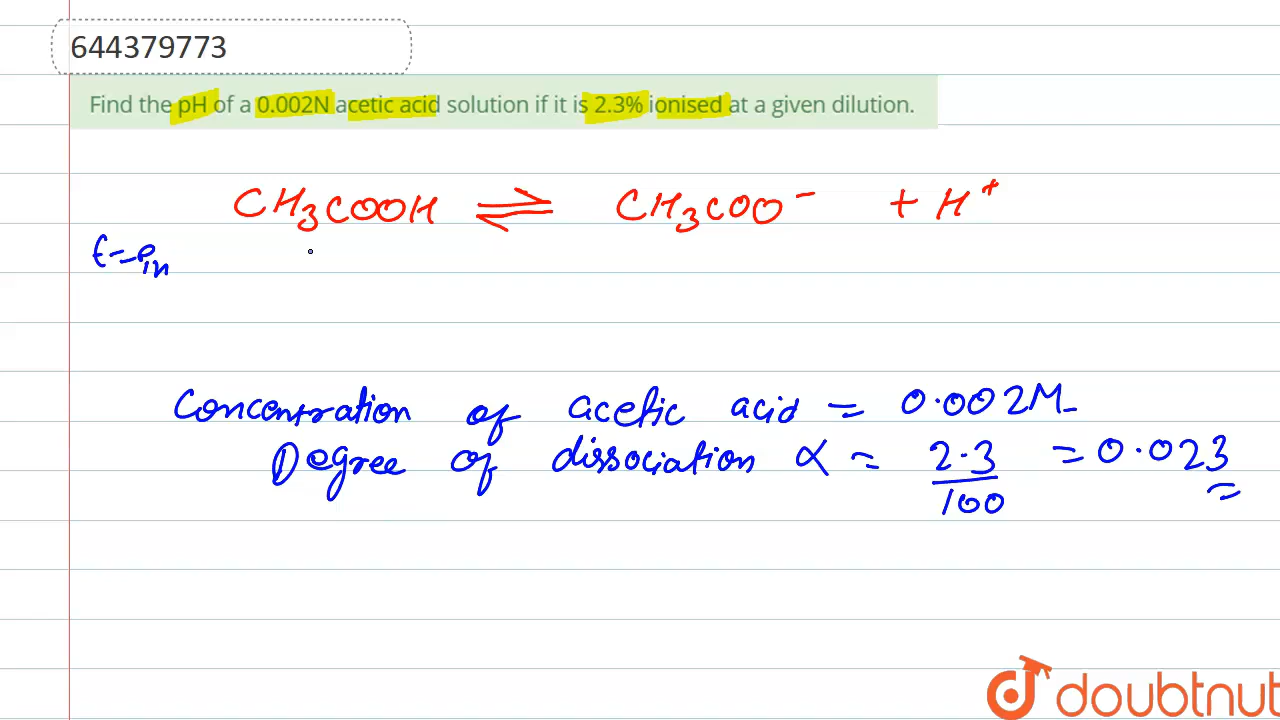 644379773
Find the pH of a 0.002N acetic acid solution if it is 2.3% ionised at a given dilution.
CH3COOH ⇌ CH3COO⁻ + H⁺
Concentration of acetic acid = 0.002M
Degree of dissociation α = 2.3/100 = 0.023
doubtnut